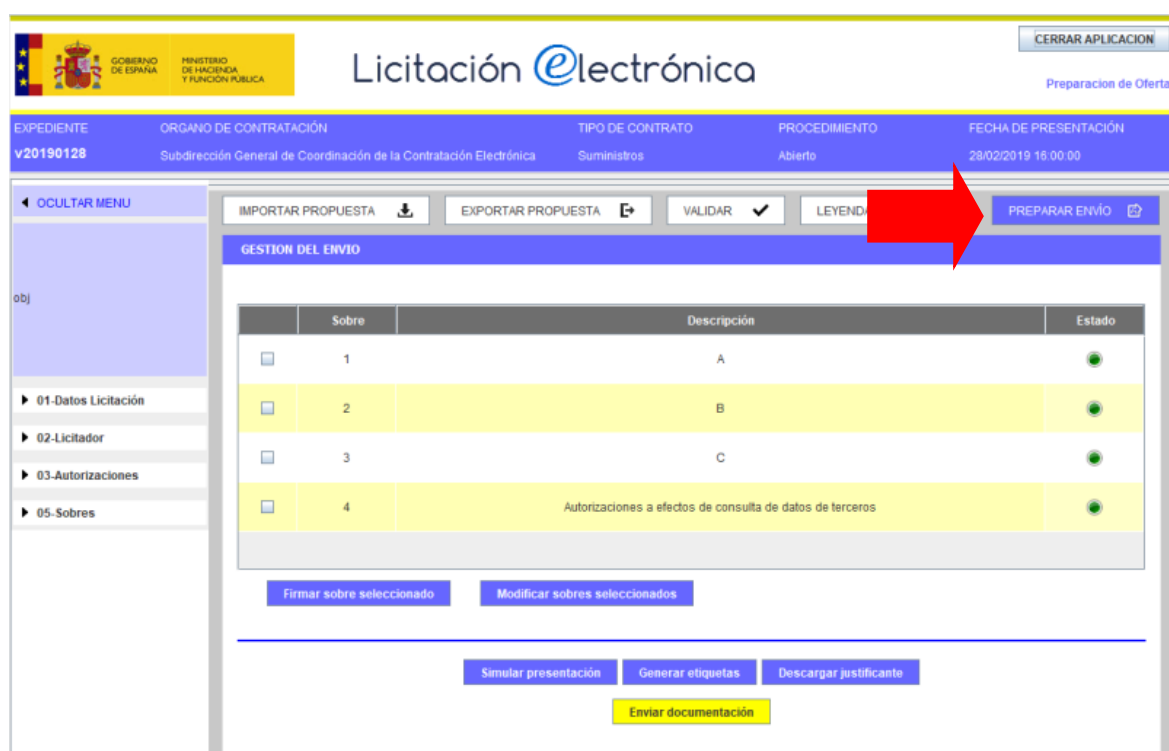 GOBIERNO
DE ESPAÑA
MINISTERIO
DE HACIENDA
Y FUNCIÓN PÚBLICA
Licitación electrónica
CERRAR APLICACION
Preparacion de Oferta
EXPEDIENTE ORGANO DE CONTRATACIÓN TIPO DE CONTRATO PROCEDIMIENTO FECHA DE PRESENTACIÓN
v20190128 Subdirección General de Coordinación de la Contratación Electrónica Suministros Abierto 28/02/2019 16:00:00
OCULTAR MENU
IMPORTAR PROPUESTA EXPORTAR PROPUESTA VALIDAR LEYENDA PREPARAR ENVÍO
GESTION DEL ENVIO
obj
Sobre Descripción Estado
1 A
2 B
3 C
4 Autorizaciones a efectos de consulta de datos de terceros
01-Datos Licitación
02-Licitador
03-Autorizaciones
05-Sobres
Firmar sobre seleccionado Modificar sobres seleccionados
Simular presentación Generar etiquetas Descargar justificante
Enviar documentación